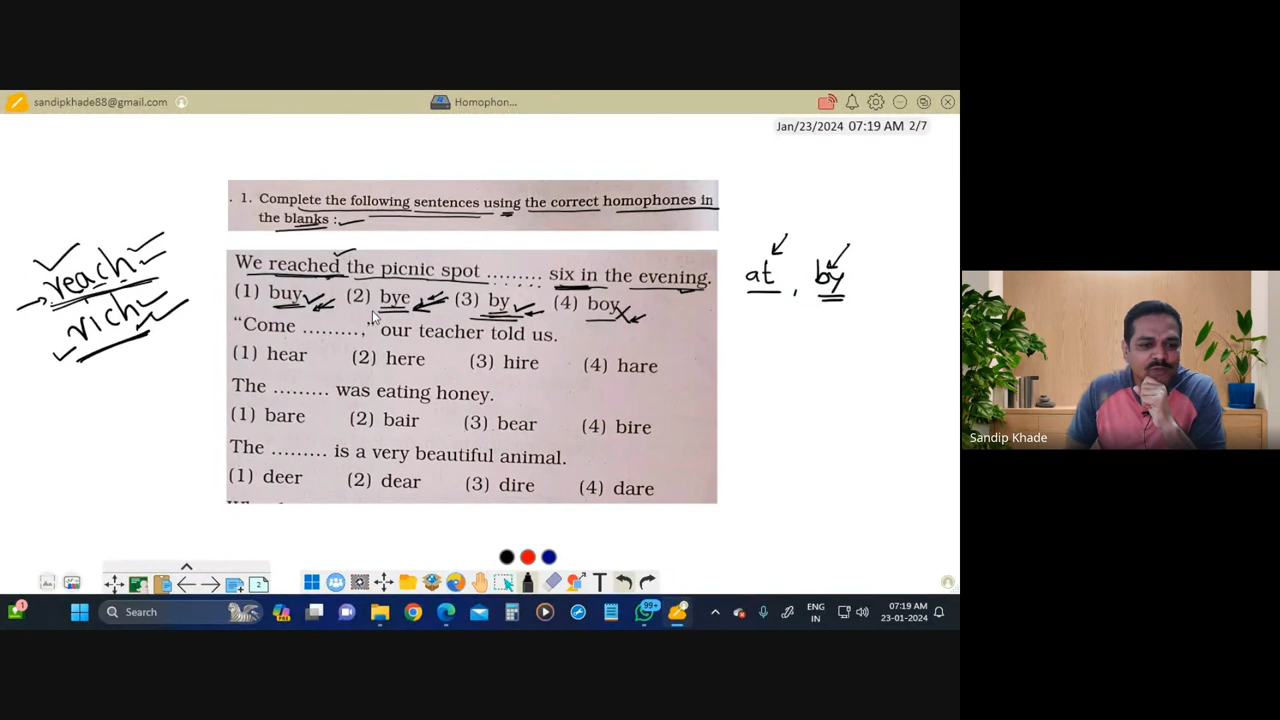 sandipkhade88@gmail.com
Homophon...
Jan/23/2024 07:19 AM 2/7
. 1. Complete the following sentences using the correct homophones in
the blanks :
We reached the picnic spot ......... six in the evening.
(1) buy (2) bye (3) by (4) boy
"Come .........," our teacher told us.
(1) hear (2) here (3) hire (4) hare
The ......... was eating honey.
(1) bare (2) bair (3) bear (4) bire
The ......... is a very beautiful animal.
(1) deer (2) dear (3) dire (4) dare
reach
rich
at , by
Sandip Khade
2
T
1
Search
PRE
99+
ENG
IN
07:19 AM
23-01-2024